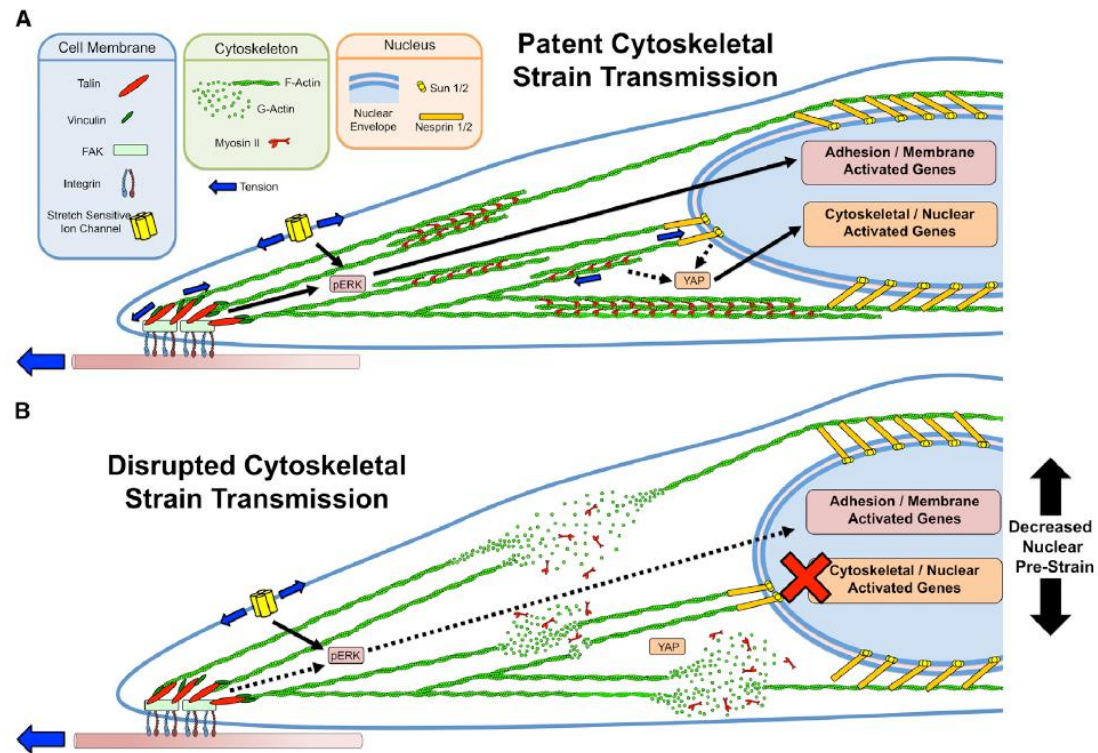 A
Cell Membrane
Talin
Vinculin
FAK
Integrin
Stretch Sensitive
Ion Channel
Cytoskeleton
F-Actin
G-Actin
Myosin II
Tension
Nucleus
Sun 1/2
Nuclear
Envelope
Nesprin 1/2
Patent Cytoskeletal
Strain Transmission
Adhesion / Membrane
Activated Genes
Cytoskeletal / Nuclear
Activated Genes
pERK
YAP
B
Disrupted Cytoskeletal
Strain Transmission
Adhesion / Membrane
Activated Genes
Cytoskeletal / Nuclear
Activated Genes
pERK
YAP
Decreased
Nuclear
Pre-Strain